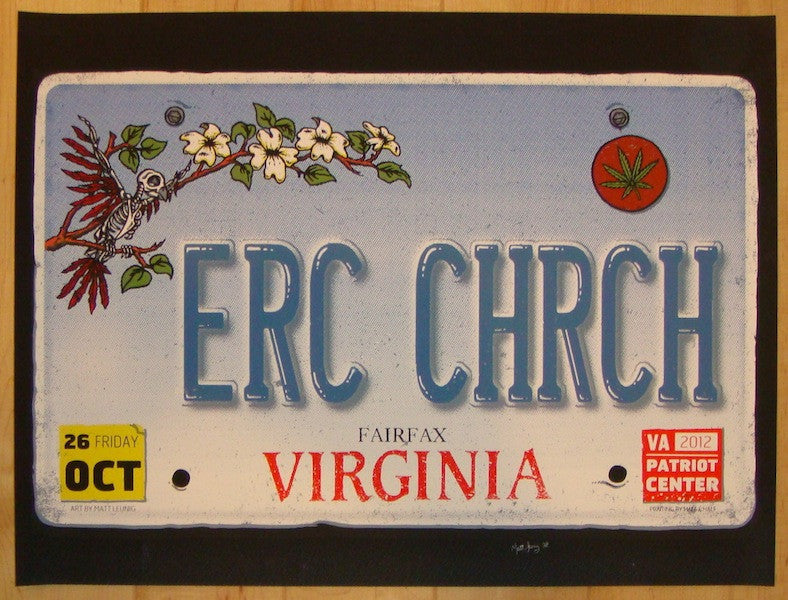 ERC CHRCH
FAIRFAX
VIRGINIA
26 FRIDAY
OCT
ART BY MATT LEUNIG
VA 2012
PATRIOT
CENTER